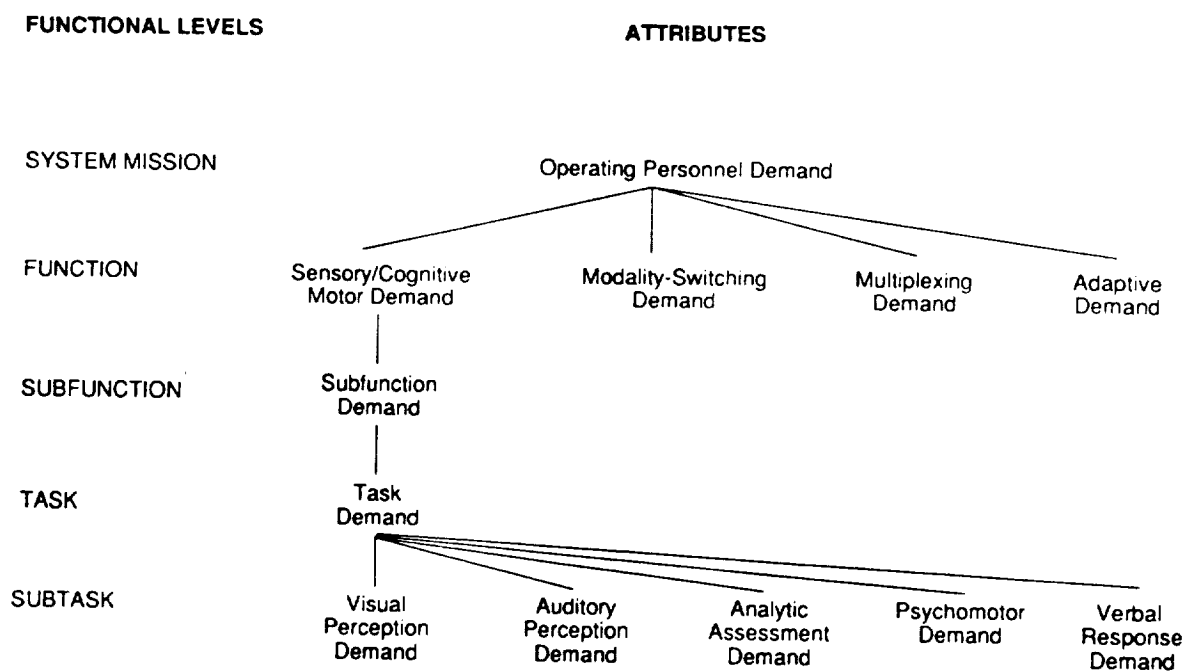 FUNCTIONAL LEVELS
ATTRIBUTES
SYSTEM MISSION
Operating Personnel Demand
FUNCTION
Sensory/Cognitive
Motor Demand
Modality-Switching
Demand
Multiplexing
Demand
Adaptive
Demand
SUBFUNCTION
Subfunction
Demand
TASK
Task
Demand
SUBTASK
Visual
Perception
Demand
Auditory
Perception
Demand
Analytic
Assessment
Demand
Psychomotor
Demand
Verbal
Response
Demand